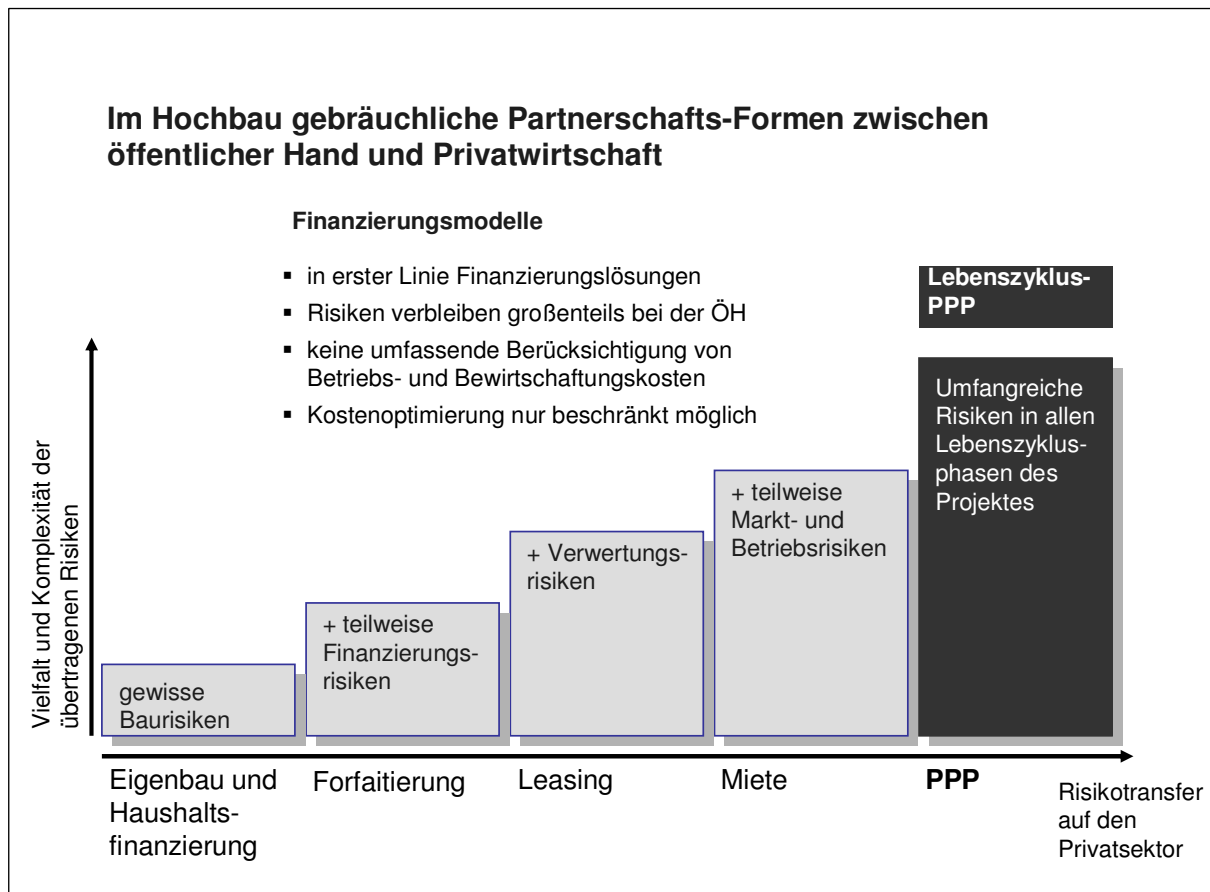 Im Hochbau gebräuchliche Partnerschafts-Formen zwischen
öffentlicher Hand und Privatwirtschaft
Finanzierungsmodelle
▪ in erster Linie Finanzierungslösungen
▪ Risiken verbleiben großenteils bei der ÖH
▪ keine umfassende Berücksichtigung von
Betriebs- und Bewirtschaftungskosten
▪ Kostenoptimierung nur beschränkt möglich
Lebenszyklus-
PPP
Vielfalt und Komplexität der
übertragenen Risiken
gewisse
Baurisiken
+ teilweise
Finanzierungs-
risiken
+ Verwertungs-
risiken
+ teilweise
Markt- und
Betriebsrisiken
Umfangreiche
Risiken in allen
Lebenszyklus-
phasen des
Projektes
Eigenbau und
Haushalts-
finanzierung
Forfaitierung
Leasing
Miete
PPP
Risikotransfer
auf den
Privatsektor